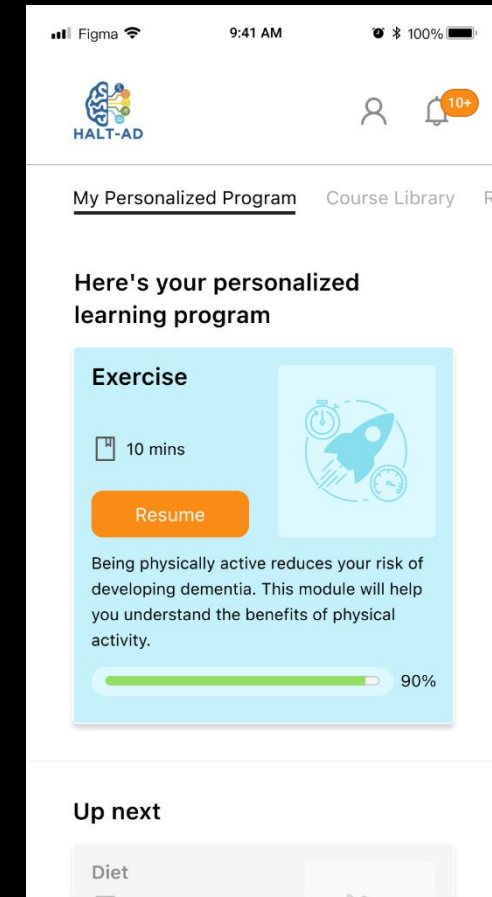 Figma 9:41 AM 100%
10+
HALT-AD
My Personalized Program Course Library R
Here's your personalized
learning program
Exercise
10 mins
Resume
Being physically active reduces your risk of
developing dementia. This module will help
you understand the benefits of physical
activity.
90%
Up next
Diet